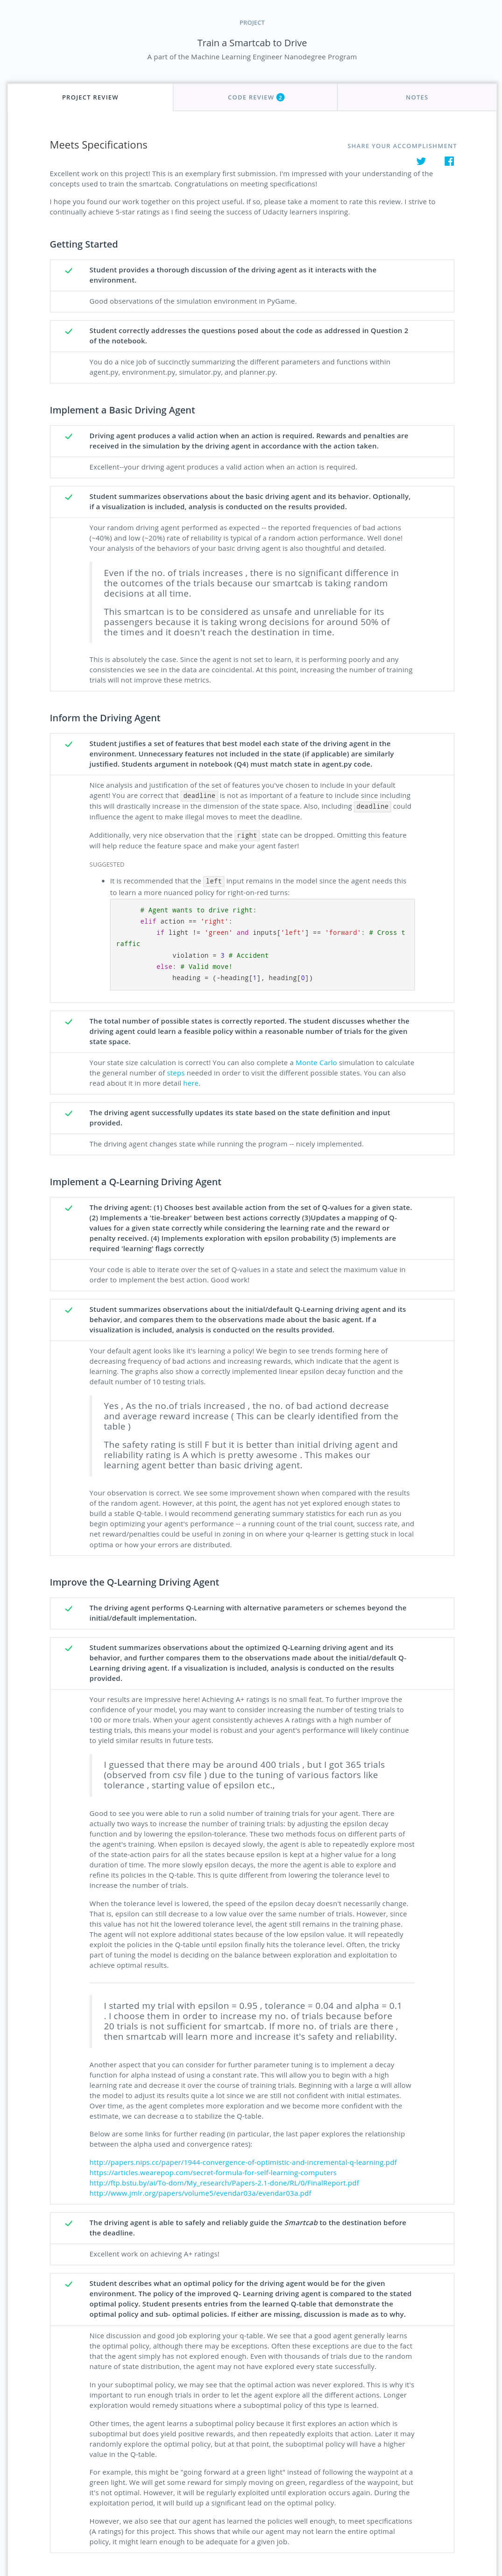 PROJECT
Train a Smartcab to Drive
A part of the Machine Learning Engineer Nanodegree Program
PROJECT REVIEW
CODE REVIEW 2
NOTES
Meets Specifications
SHARE YOUR ACCOMPLISHMENT
Excellent work on this project! This is an exemplary first submission. I'm impressed with your understanding of the
concepts used to train the smartcab. Congratulations on meeting specifications!
I hope you found our work together on this project useful. If so, please take a moment to rate this review. I strive to
continually achieve 5-star ratings as I find seeing the success of Udacity learners inspiring.
Getting Started
Student provides a thorough discussion of the driving agent as it interacts with the
environment.
Good observations of the simulation environment in PyGame.
Student correctly addresses the questions posed about the code as addressed in Question 2
of the notebook.
You do a nice job of succinctly summarizing the different parameters and functions within
agent.py, environment.py, simulator.py, and planner.py.
Implement a Basic Driving Agent
Driving agent produces a valid action when an action is required. Rewards and penalties are
received in the simulation by the driving agent in accordance with the action taken.
Excellent--your driving agent produces a valid action when an action is required.
Student summarizes observations about the basic driving agent and its behavior. Optionally,
if a visualization is included, analysis is conducted on the results provided.
Your random driving agent performed as expected -- the reported frequencies of bad actions
(~40%) and low (~20%) rate of reliability is typical of a random action performance. Well done!
Your analysis of the behaviors of your basic driving agent is also thoughtful and detailed.
Even if the no. of trials increases , there is no significant difference in
the outcomes of the trials because our smartcab is taking random
decisions at all time.
This smartcan is to be considered as unsafe and unreliable for its
passengers because it is taking wrong decisions for around 50% of
the times and it doesn't reach the destination in time.
This is absolutely the case. Since the agent is not set to learn, it is performing poorly and any
consistencies we see in the data are coincidental. At this point, increasing the number of training
trials will not improve these metrics.
Inform the Driving Agent
Student justifies a set of features that best model each state of the driving agent in the
environment. Unnecessary features not included in the state (if applicable) are similarly
justified. Students argument in notebook (Q4) must match state in agent.py code.
Nice analysis and justification of the set of features you've chosen to include in your default
agent! You are correct that deadline is not as important of a feature to include since including
this will drastically increase in the dimension of the state space. Also, including deadline could
influence the agent to make illegal moves to meet the deadline.
Additionally, very nice observation that the right state can be dropped. Omitting this feature
will help reduce the feature space and make your agent faster!
SUGGESTED
• It is recommended that the left input remains in the model since the agent needs this
to learn a more nuanced policy for right-on-red turns:
# Agent wants to drive right:
elif action == 'right':
if light != 'green' and inputs['left'] == 'forward': # Cross t
raffic
violation = 3 # Accident
else: # Valid move!
heading = (-heading[1], heading[0])
The total number of possible states is correctly reported. The student discusses whether the
driving agent could learn a feasible policy within a reasonable number of trials for the given
state space.
Your state size calculation is correct! You can also complete a Monte Carlo simulation to calculate
the general number of steps needed in order to visit the different possible states. You can also
read about it in more detail here.
The driving agent successfully updates its state based on the state definition and input
provided.
The driving agent changes state while running the program -- nicely implemented.
Implement a Q-Learning Driving Agent
The driving agent: (1) Chooses best available action from the set of Q-values for a given state.
(2) Implements a 'tie-breaker' between best actions correctly (3)Updates a mapping of Q-
values for a given state correctly while considering the learning rate and the reward or
penalty received. (4) Implements exploration with epsilon probability (5) implements are
required 'learning' flags correctly
Your code is able to iterate over the set of Q-values in a state and select the maximum value in
order to implement the best action. Good work!
Student summarizes observations about the initial/default Q-Learning driving agent and its
behavior, and compares them to the observations made about the basic agent. If a
visualization is included, analysis is conducted on the results provided.
Your default agent looks like it's learning a policy! We begin to see trends forming here of
decreasing frequency of bad actions and increasing rewards, which indicate that the agent is
learning. The graphs also show a correctly implemented linear epsilon decay function and the
default number of 10 testing trials.
Yes , As the no.of trials increased , the no. of bad actiond decrease
and average reward increase ( This can be clearly identified from the
table )
The safety rating is still F but it is better than initial driving agent and
reliability rating is A which is pretty awesome . This makes our
learning agent better than basic driving agent.
Your observation is correct. We see some improvement shown when compared with the results
of the random agent. However, at this point, the agent has not yet explored enough states to
build a stable Q-table. I would recommend generating summary statistics for each run as you
begin optimizing your agent's performance -- a running count of the trial count, success rate, and
net reward/penalties could be useful in zoning in on where your q-learner is getting stuck in local
optima or how your errors are distributed.
Improve the Q-Learning Driving Agent
The driving agent performs Q-Learning with alternative parameters or schemes beyond the
initial/default implementation.
Student summarizes observations about the optimized Q-Learning driving agent and its
behavior, and further compares them to the observations made about the initial/default Q-
Learning driving agent. If a visualization is included, analysis is conducted on the results
provided.
Your results are impressive here! Achieving A+ ratings is no small feat. To further improve the
confidence of your model, you may want to consider increasing the number of testing trials to
100 or more trials. When your agent consistently achieves A ratings with a high number of
testing trials, this means your model is robust and your agent's performance will likely continue
to yield similar results in future tests.
I guessed that there may be around 400 trials , but I got 365 trials
(observed from csv file ) due to the tuning of various factors like
tolerance , starting value of epsilon etc.,
Good to see you were able to run a solid number of training trials for your agent. There are
actually two ways to increase the number of training trials: by adjusting the epsilon decay
function and by lowering the epsilon-tolerance. These two methods focus on different parts of
the agent's training. When epsilon is decayed slowly, the agent is able to repeatedly explore most
of the state-action pairs for all the states because epsilon is kept at a higher value for a long
duration of time. The more slowly epsilon decays, the more the agent is able to explore and
refine its policies in the Q-table. This is quite different from lowering the tolerance level to
increase the number of trials.
When the tolerance level is lowered, the speed of the epsilon decay doesn't necessarily change.
That is, epsilon can still decrease to a low value over the same number of trials. However, since
this value has not hit the lowered tolerance level, the agent still remains in the training phase.
The agent will not explore additional states because of the low epsilon value. It will repeatedly
exploit the policies in the Q-table until epsilon finally hits the tolerance level. Often, the tricky
part of tuning the model is deciding on the balance between exploration and exploitation to
achieve optimal results.
I started my trial with epsilon = 0.95 , tolerance = 0.04 and alpha = 0.1
. I choose them in order to increase my no. of trials because before
20 trials is not sufficient for smartcab. If more no. of trials are there ,
then smartcab will learn more and increase it's safety and reliability.
Another aspect that you can consider for further parameter tuning is to implement a decay
function for alpha instead of using a constant rate. This will allow you to begin with a high
learning rate and decrease it over the course of training trials. Beginning with a large α will allow
the model to adjust its results quite a lot since we are still not confident with initial estimates.
Over time, as the agent completes more exploration and we become more confident with the
estimate, we can decrease α to stabilize the Q-table.
Below are some links for further reading (in particular, the last paper explores the relationship
between the alpha used and convergence rates):
http://papers.nips.cc/paper/1944-convergence-of-optimistic-and-incremental-q-learning.pdf
https://articles.wearepop.com/secret-formula-for-self-learning-computers
http://ftp.bstu.by/ai/To-dom/My_research/Papers-2.1-done/RL/0/FinalReport.pdf
http://www.jmlr.org/papers/volume5/evendar03a/evendar03a.pdf
The driving agent is able to safely and reliably guide the Smartcab to the destination before
the deadline.
Excellent work on achieving A+ ratings!
Student describes what an optimal policy for the driving agent would be for the given
environment. The policy of the improved Q- Learning driving agent is compared to the stated
optimal policy. Student presents entries from the learned Q-table that demonstrate the
optimal policy and sub- optimal policies. If either are missing, discussion is made as to why.
Nice discussion and good job exploring your q-table. We see that a good agent generally learns
the optimal policy, although there may be exceptions. Often these exceptions are due to the fact
that the agent simply has not explored enough. Even with thousands of trials due to the random
nature of state distribution, the agent may not have explored every state successfully.
In your suboptimal policy, we may see that the optimal action was never explored. This is why it's
important to run enough trials in order to let the agent explore all the different actions. Longer
exploration would remedy situations where a suboptimal policy of this type is learned.
Other times, the agent learns a suboptimal policy because it first explores an action which is
suboptimal but does yield positive rewards, and then repeatedly exploits that action. Later it may
randomly explore the optimal policy, but at that point, the suboptimal policy will have a higher
value in the Q-table.
For example, this might be "going forward at a green light" instead of following the waypoint at a
green light. We will get some reward for simply moving on green, regardless of the waypoint, but
it's not optimal. However, it will be regularly exploited until exploration occurs again. During the
exploitation period, it will build up a significant lead on the optimal policy.
However, we also see that our agent has learned the policies well enough, to meet specifications
(A ratings) for this project. This shows that while our agent may not learn the entire optimal
policy, it might learn enough to be adequate for a given job.